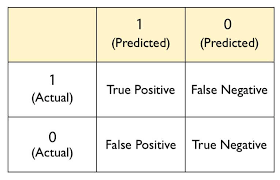 1 0
(Predicted) (Predicted)
1
(Actual) True Positive False Negative
0
(Actual) False Positive True Negative